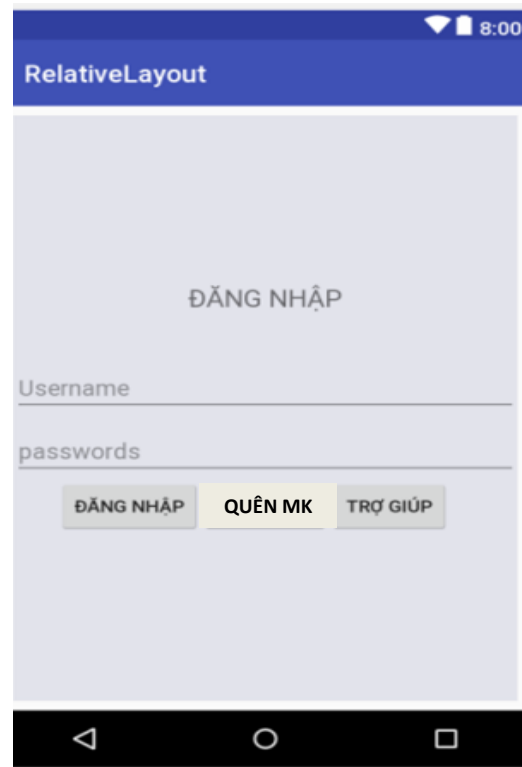 8:00
RelativeLayout
ĐĂNG NHẬP
Username
passwords
ĐĂNG NHẬP QUÊN MK TRỢ GIÚP